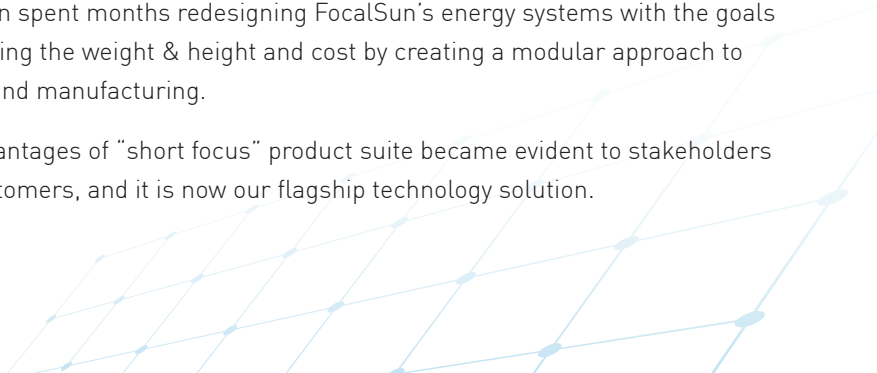 n spent months redesigning FocalSun's energy systems with the goals
ing the weight & height and cost by creating a modular approach to
nd manufacturing.
antages of “short focus” product suite became evident to stakeholders
tomers, and it is now our flagship technology solution.